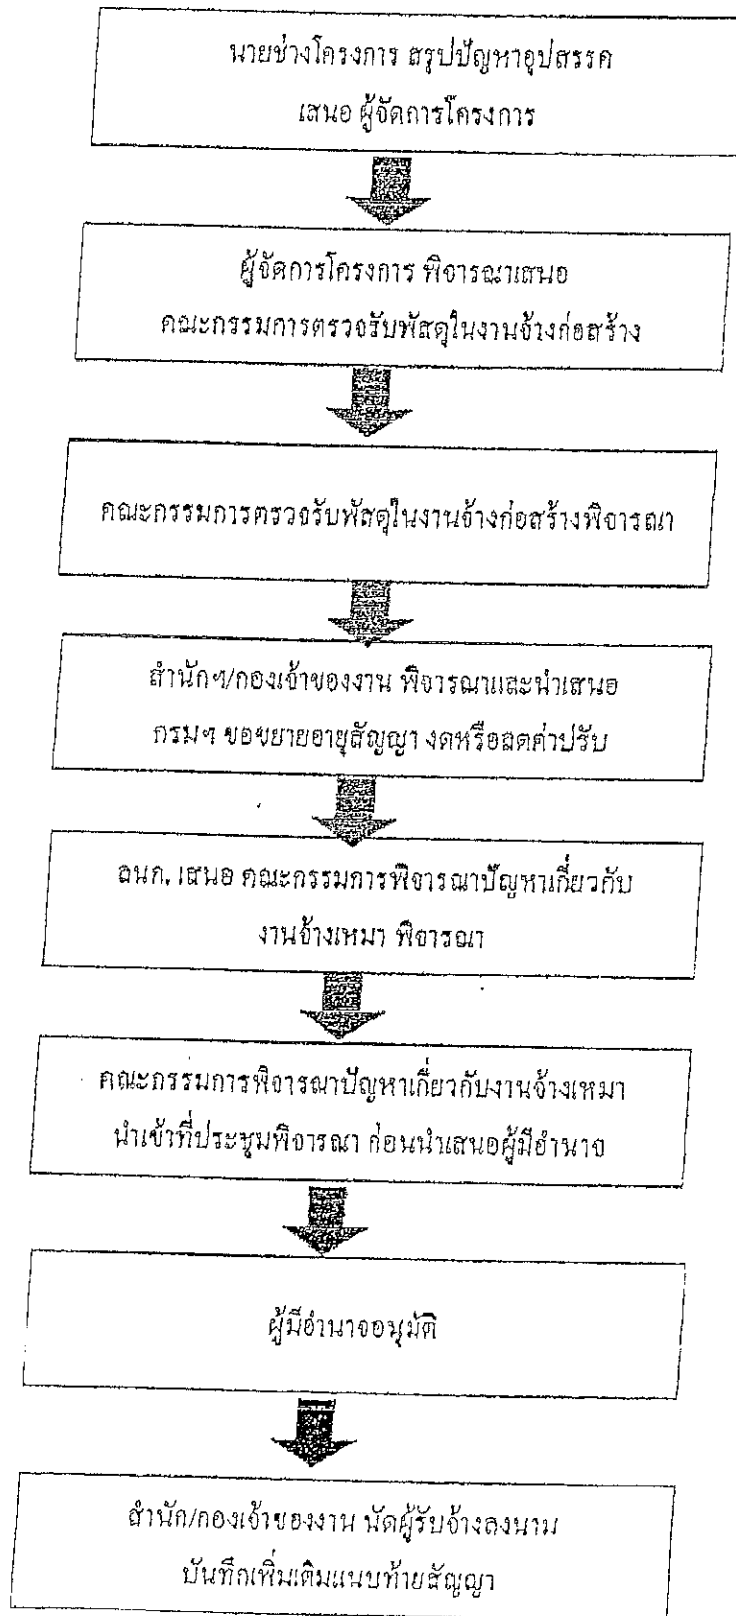 นายช่างโครงการ สรุปปัญหาอุปสรรค
เสนอ ผู้จัดการโครงการ
ผู้จัดการโครงการ พิจารณาเสนอ
คณะกรรมการตรวจรับพัสดุในงานจ้างก่อสร้าง
คณะกรรมการตรวจรับพัสดุในงานจ้างก่อสร้างพิจารณา
สำนักฯ/กองเจ้าของงาน พิจารณาและนำเสนอ
กรมฯ ขอขยายอายุสัญญา งดหรือลดค่าปรับ
ลนก. เสนอ คณะกรรมการพิจารณาปัญหาเกี่ยวกับ
งานจ้างเหมา พิจารณา
คณะกรรมการพิจารณาปัญหาเกี่ยวกับงานจ้างเหมา
นำเข้าที่ประชุมพิจารณา ก่อนนำเสนอผู้มีอำนาจ
ผู้มีอำนาจอนุมัติ
สำนัก/กองเจ้าของงาน นัดผู้รับจ้างลงนาม
บันทึกเพิ่มเติมแนบท้ายสัญญา